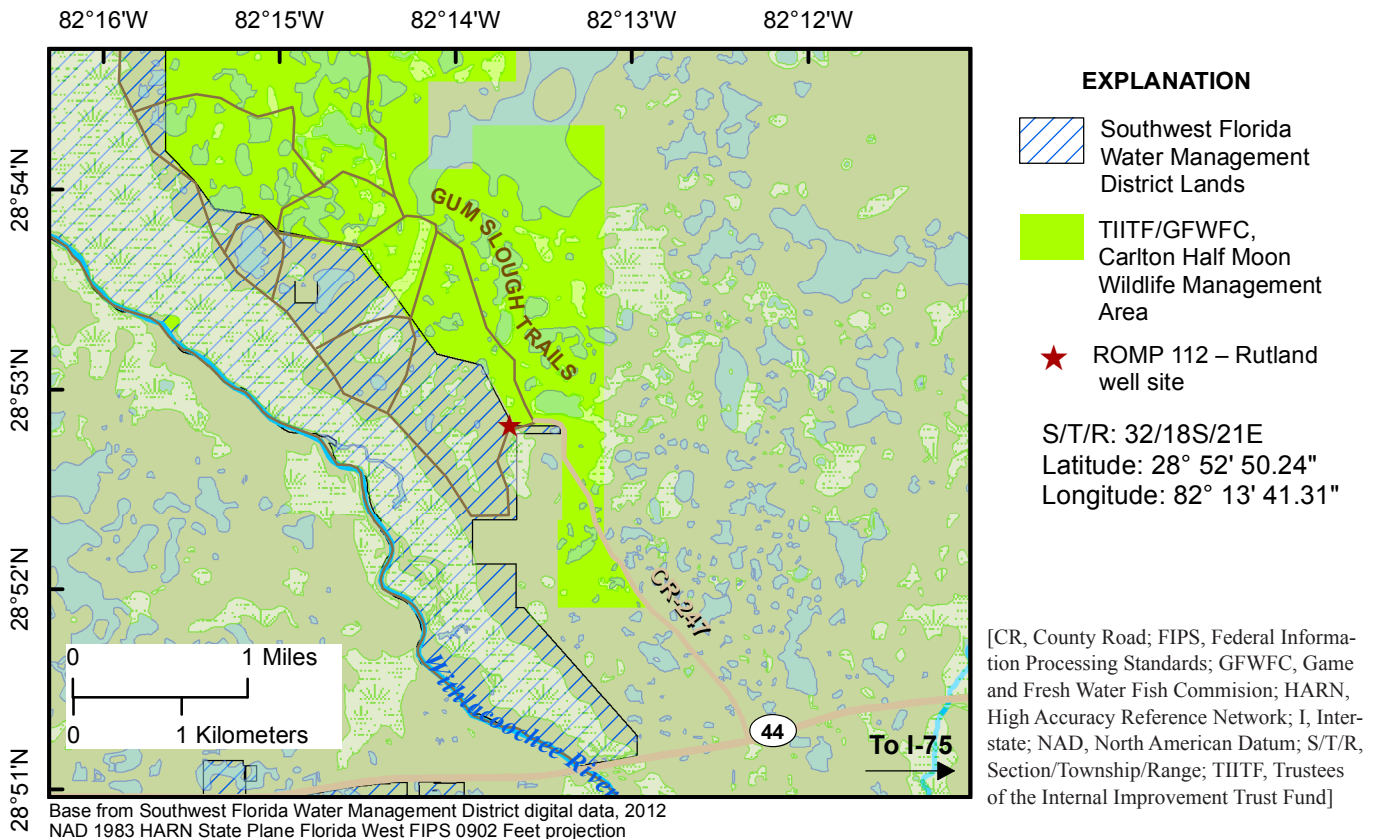 82°16'W 82°15'W 82°14'W 82°13'W 82°12'W
28°54'N
28°53'N
28°52'N
28°51'N
GUM SLOUGH TRAILS
CR-247
Withlacoochee River
44
To I-75
0 1 Miles
0 1 Kilometers
Base from Southwest Florida Water Management District digital data, 2012
NAD 1983 HARN State Plane Florida West FIPS 0902 Feet projection
EXPLANATION
Southwest Florida
Water Management
District Lands
TIITF/GFWFC,
Carlton Half Moon
Wildlife Management
Area
ROMP 112 – Rutland
well site
S/T/R: 32/18S/21E
Latitude: 28° 52' 50.24"
Longitude: 82° 13' 41.31"
[CR, County Road; FIPS, Federal Informa-
tion Processing Standards; GFWFC, Game
and Fresh Water Fish Commision; HARN,
High Accuracy Reference Network; I, Inter-
state; NAD, North American Datum; S/T/R,
Section/Township/Range; TIITF, Trustees
of the Internal Improvement Trust Fund]